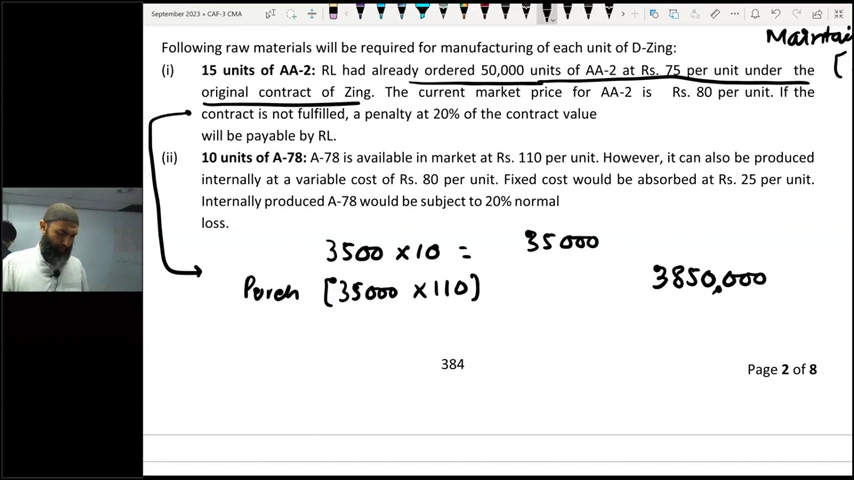 September 2023 » CAF-3 CMA
Maintai
Following raw materials will be required for manufacturing of each unit of D-Zing:
(i) 15 units of AA-2: RL had already ordered 50,000 units of AA-2 at Rs. 75 per unit under the
original contract of Zing. The current market price for AA-2 is Rs. 80 per unit. If the
contract is not fulfilled, a penalty at 20% of the contract value
will be payable by RL.
(ii) 10 units of A-78: A-78 is available in market at Rs. 110 per unit. However, it can also be produced
internally at a variable cost of Rs. 80 per unit. Fixed cost would be absorbed at Rs. 25 per unit.
Internally produced A-78 would be subject to 20% normal
loss.
3500 × 10 = 35000
Purch [35000 × 110] 3850,000
384
Page 2 of 8